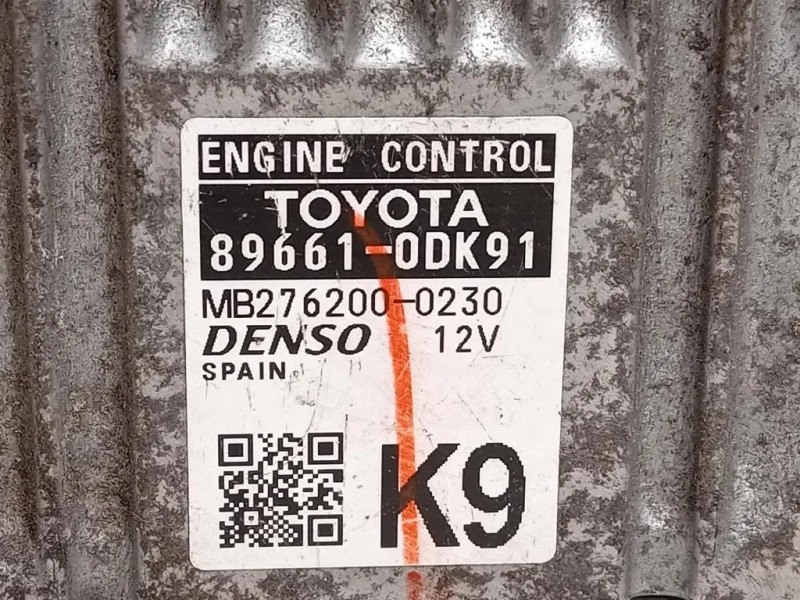 ENGINE CONTROL
TOYOTA
89661-0DK91
MB276200-0230
DENSO 12V
SPAIN
K9